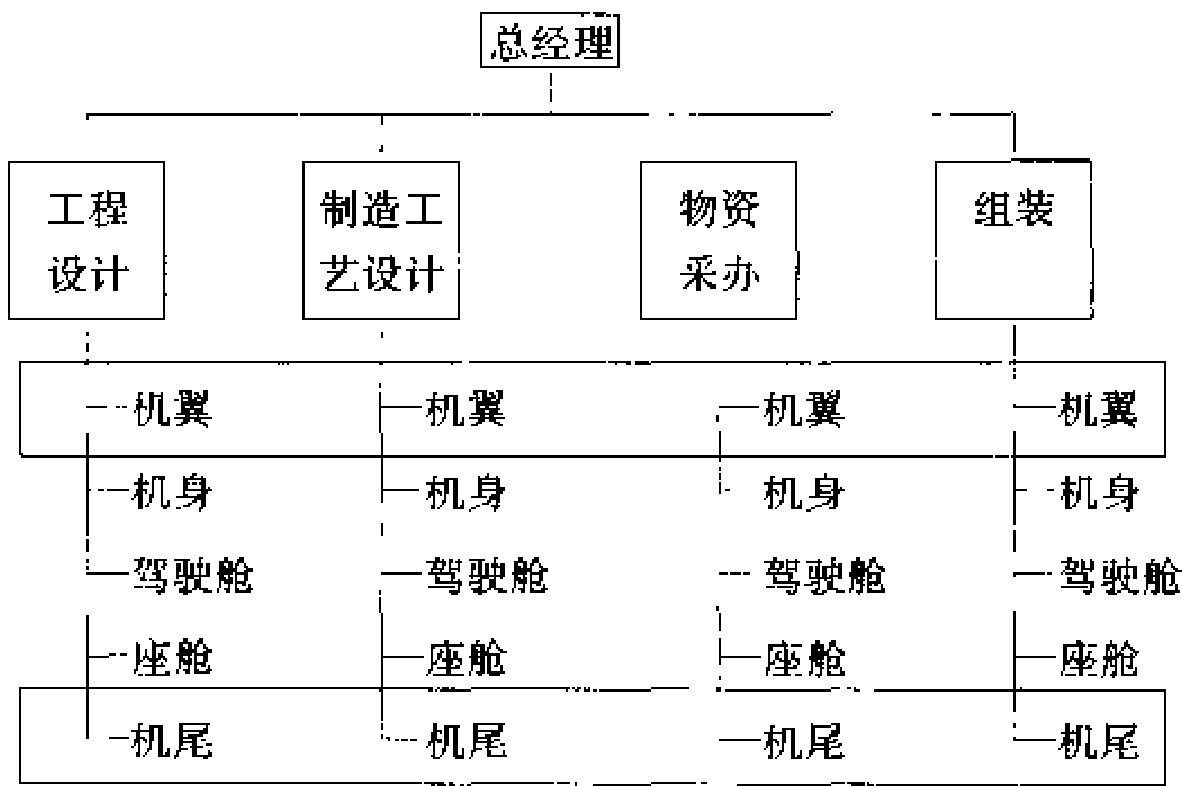 总经理
工程
设计
制造工
艺设计
物资
采办
组装
机翼 机翼 机翼 机翼
机身 机身 机身 机身
驾驶舱 驾驶舱 驾驶舱 驾驶舱
座舱 座舱 座舱 座舱
机尾 机尾 机尾 机尾